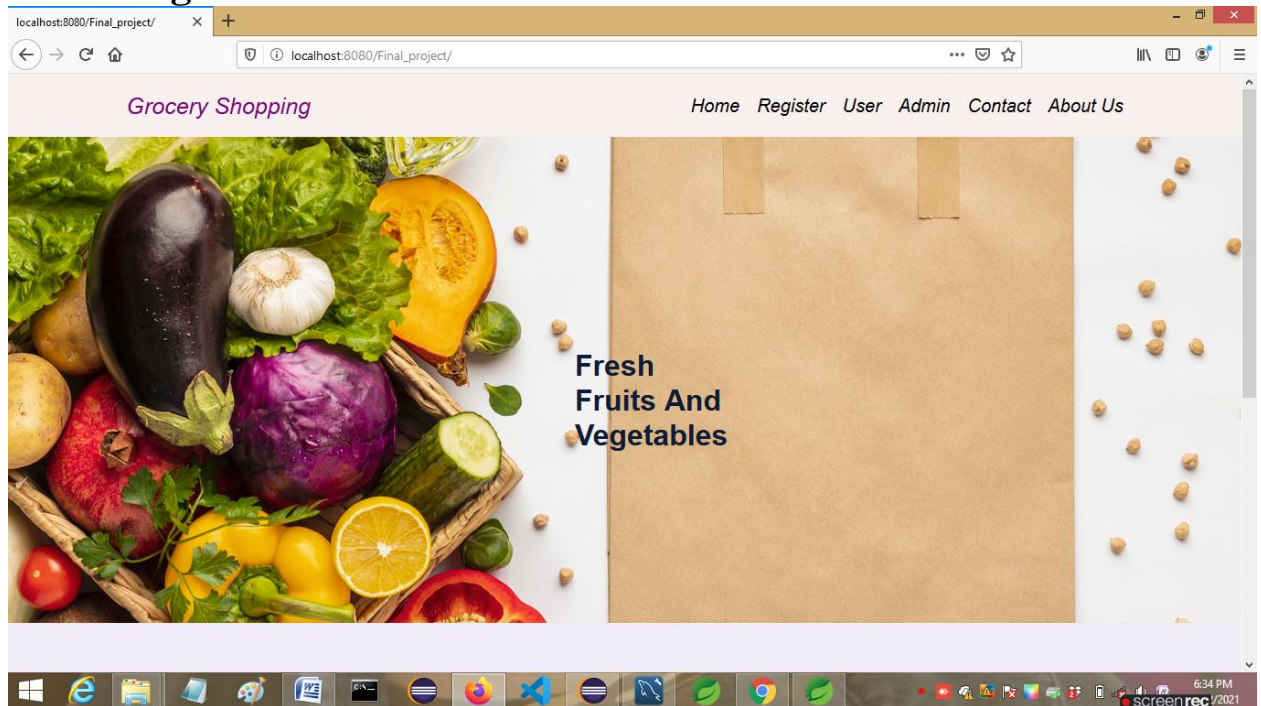 localhost:8080/Final_project/
localhost:8080/Final_project/
Grocery Shopping
Home Register User Admin Contact About Us
Fresh
Fruits And
Vegetables
6:34 PM
/2021
screenrec